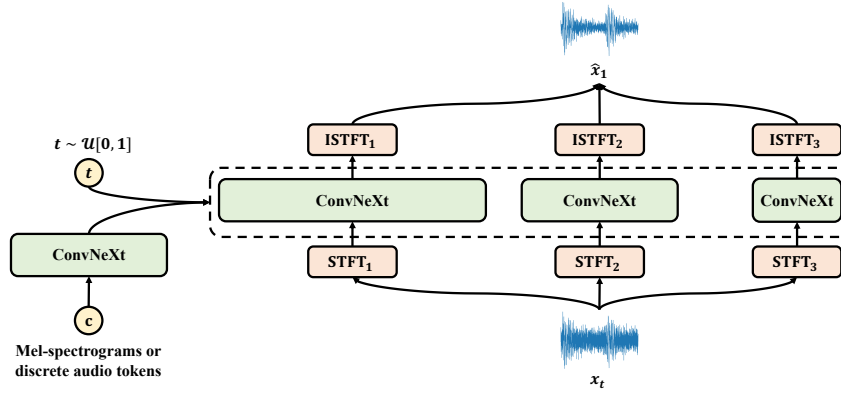 x̂₁
ISTFT₁ ISTFT₂ ISTFT₃
t ~ 𝒰[0, 1]
t
ConvNeXt ConvNeXt ConvNeXt
ConvNeXt
STFT₁ STFT₂ STFT₃
c
Mel-spectrograms or
discrete audio tokens
xₜ